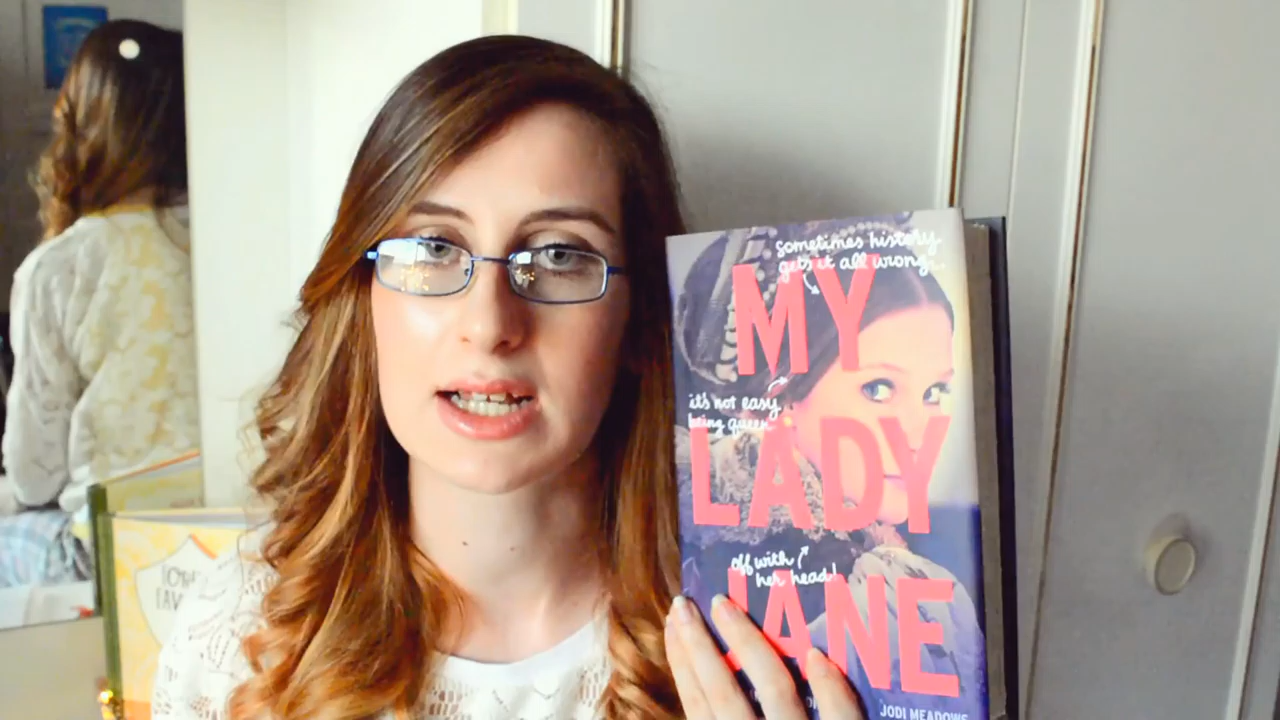 sometimes history
gets it all wrong...
MY
it's not easy
being queen
LADY
off with
her head!
JANE
JODI MEADOWS